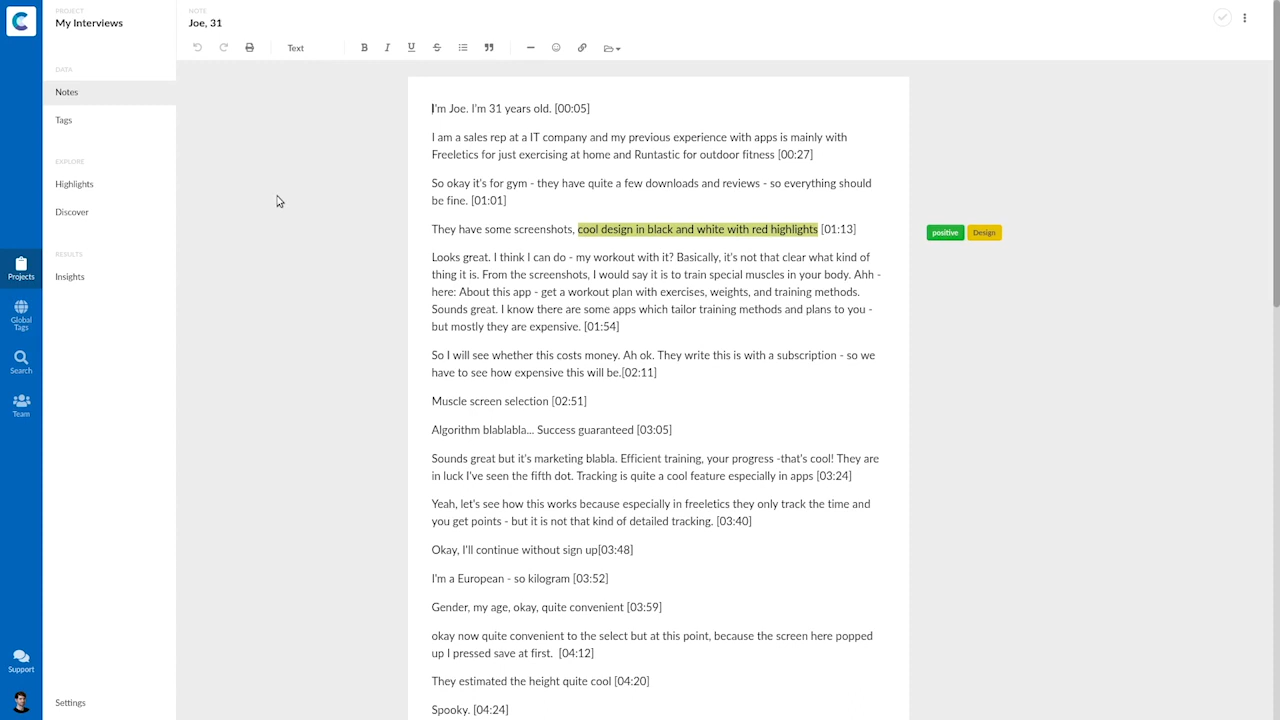 PROJECT
My Interviews
NOTE
Joe, 31
Text
B I U S
DATA
Notes
Tags
EXPLORE
Highlights
Discover
RESULTS
Insights
Settings
Projects
Global
Tags
Search
Team
Support
I'm Joe. I'm 31 years old. [00:05]
I am a sales rep at a IT company and my previous experience with apps is mainly with
Freeletics for just exercising at home and Runtastic for outdoor fitness [00:27]
So okay it's for gym - they have quite a few downloads and reviews - so everything should
be fine. [01:01]
They have some screenshots, cool design in black and white with red highlights [01:13]
positive Design
Looks great. I think I can do - my workout with it? Basically, it's not that clear what kind of
thing it is. From the screenshots, I would say it is to train special muscles in your body. Ahh -
here: About this app - get a workout plan with exercises, weights, and training methods.
Sounds great. I know there are some apps which tailor training methods and plans to you -
but mostly they are expensive. [01:54]
So I will see whether this costs money. Ah ok. They write this is with a subscription - so we
have to see how expensive this will be.[02:11]
Muscle screen selection [02:51]
Algorithm blablabla... Success guaranteed [03:05]
Sounds great but it's marketing blabla. Efficient training, your progress -that's cool! They are
in luck I've seen the fifth dot. Tracking is quite a cool feature especially in apps [03:24]
Yeah, let's see how this works because especially in freeletics they only track the time and
you get points - but it is not that kind of detailed tracking. [03:40]
Okay, I'll continue without sign up[03:48]
I'm a European - so kilogram [03:52]
Gender, my age, okay, quite convenient [03:59]
okay now quite convenient to the select but at this point, because the screen here popped
up I pressed save at first. [04:12]
They estimated the height quite cool [04:20]
Spooky. [04:24]